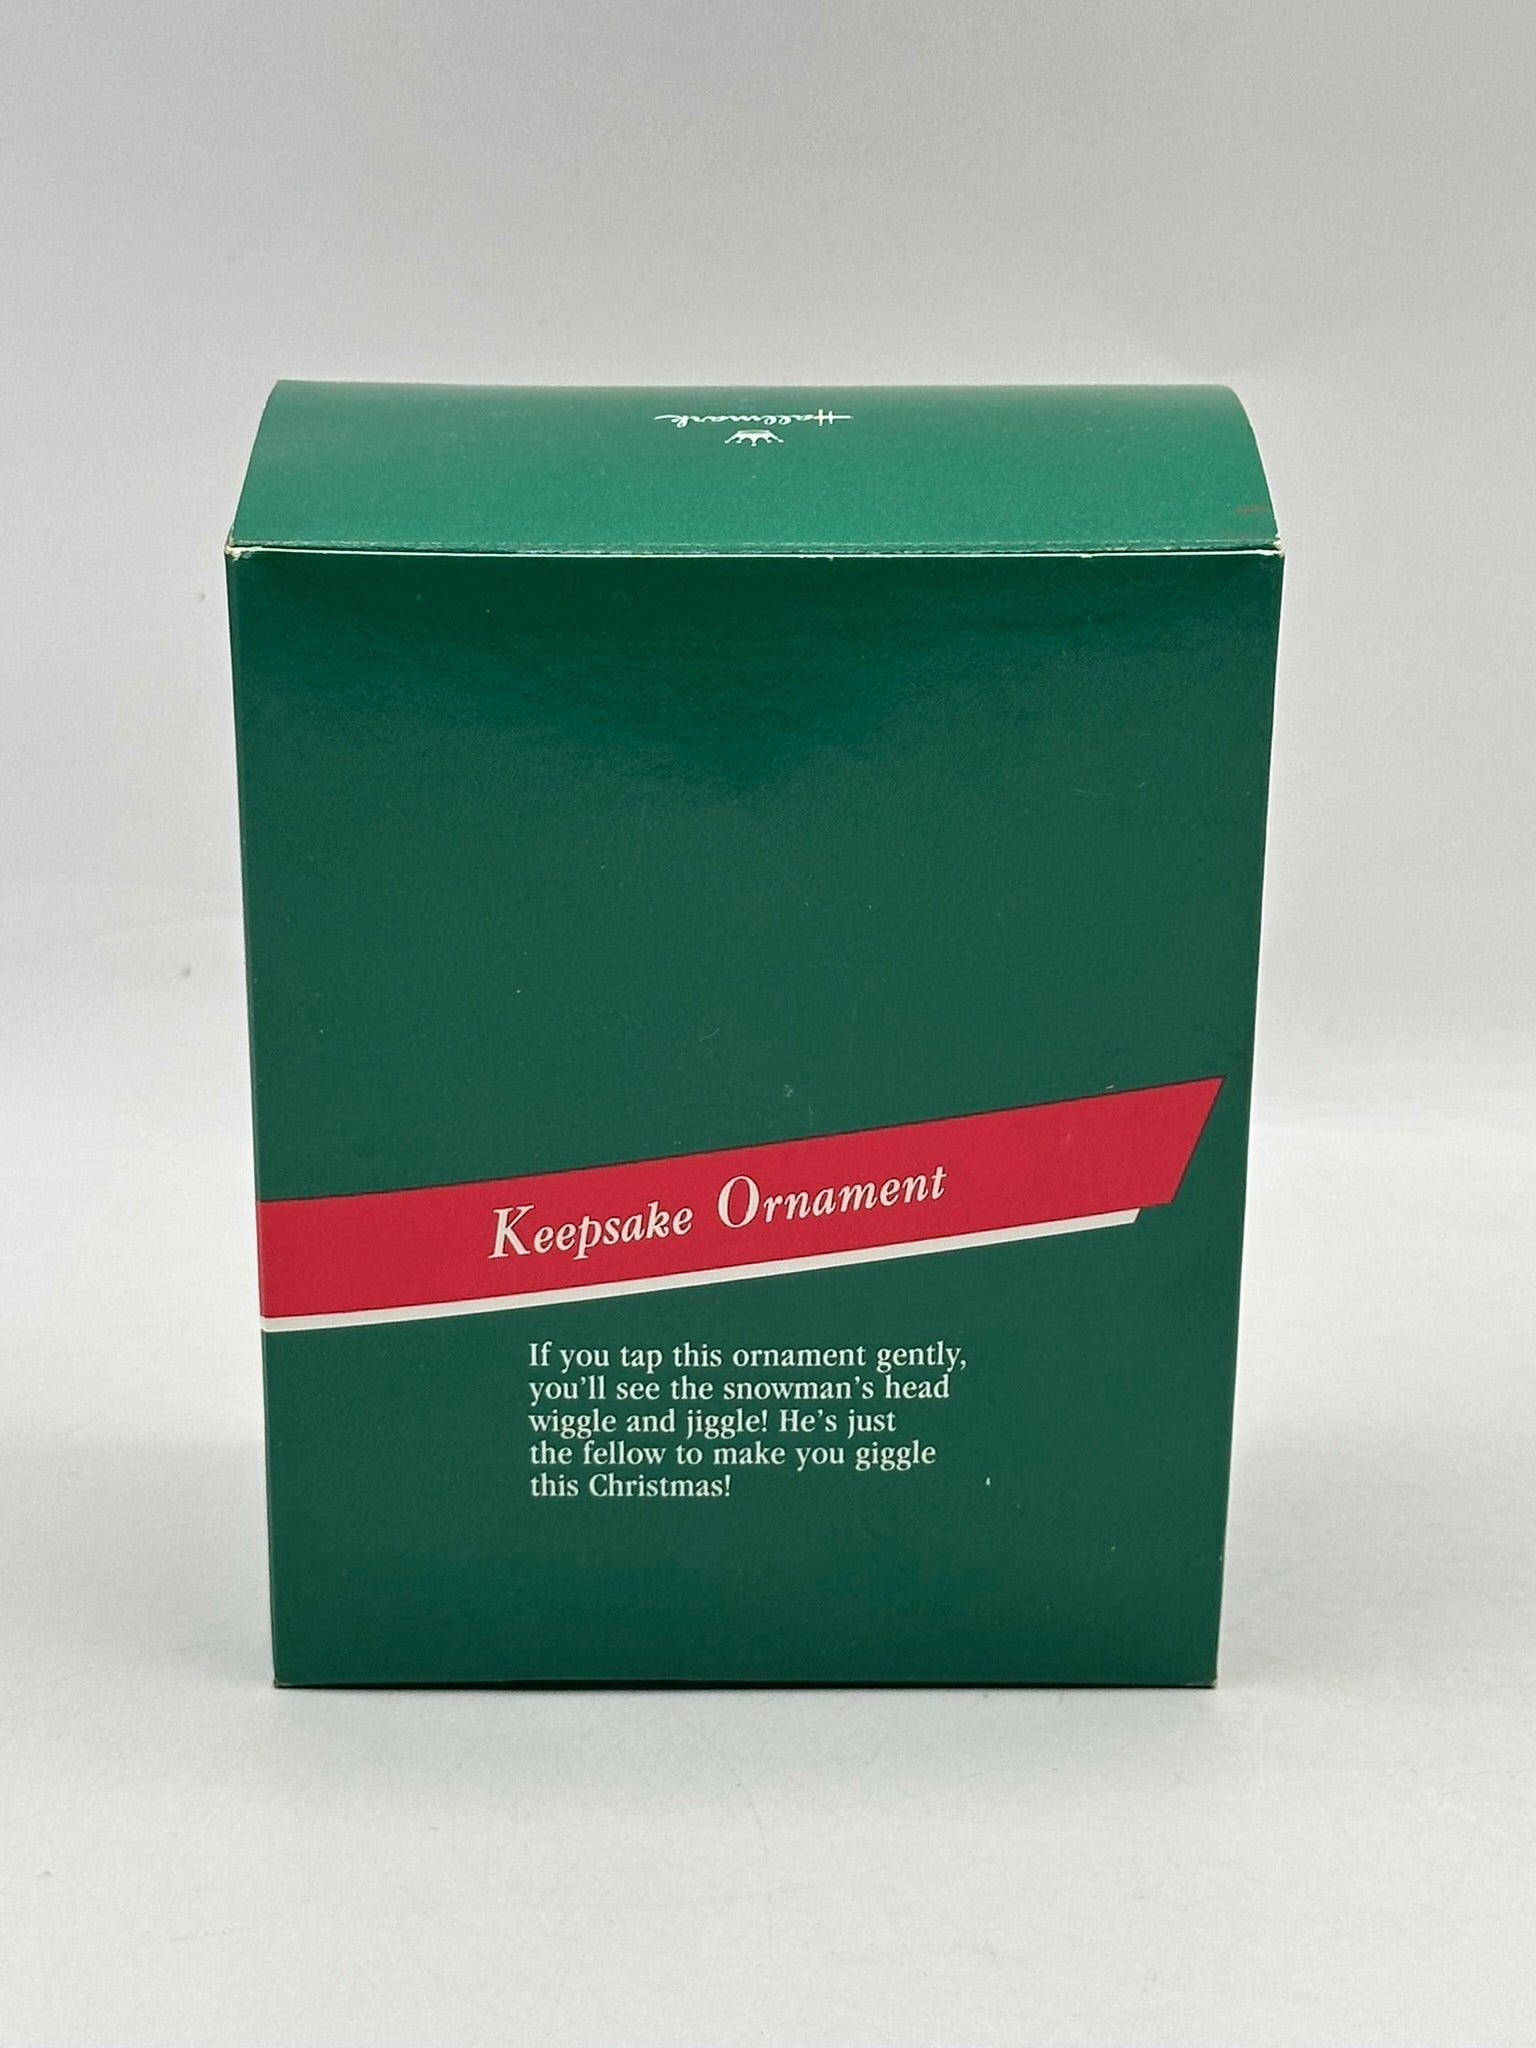 Hallmark
Keepsake Ornament
If you tap this ornament gently,
you'll see the snowman's head
wiggle and jiggle! He's just
the fellow to make you giggle
this Christmas!